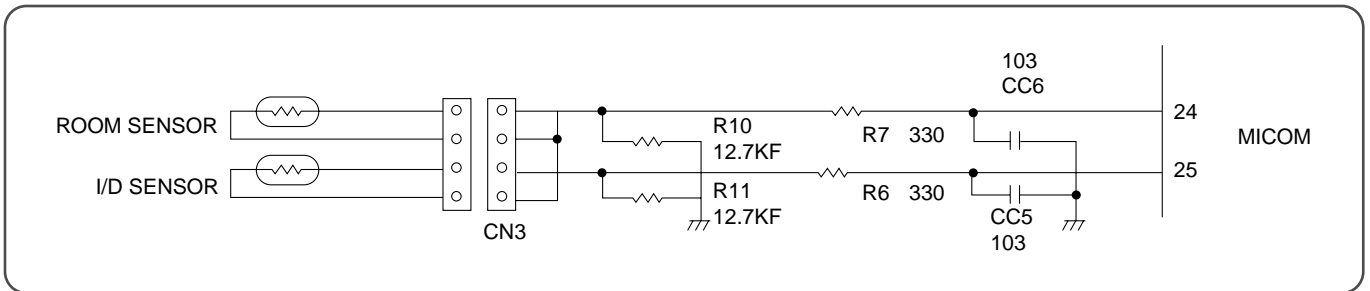 ROOM SENSOR
I/D SENSOR
CN3
R10
12.7KF
R11
12.7KF
R7 330
R6 330
103
CC6
CC5
103
24
25
MICOM